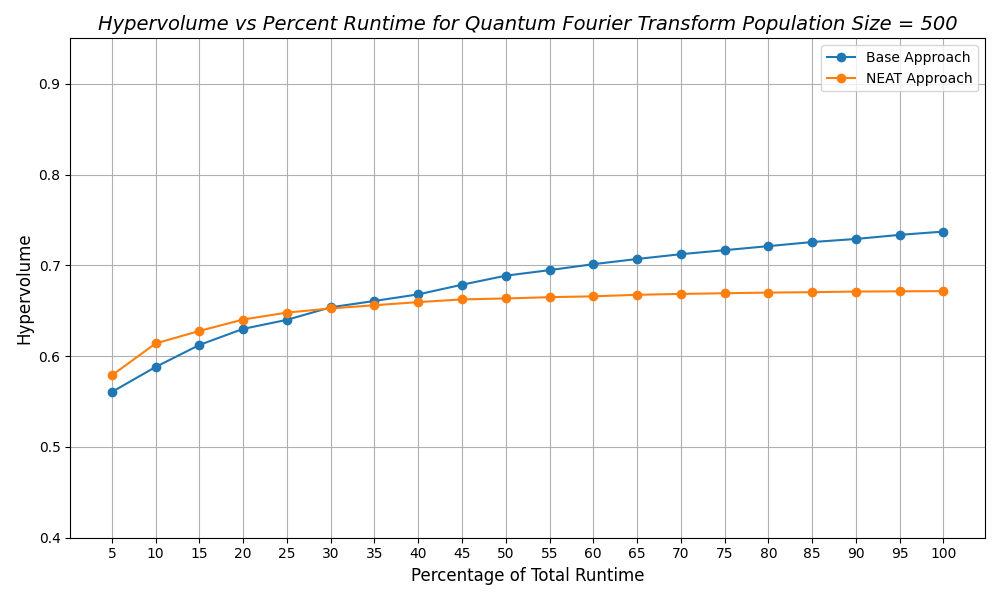 Hypervolume vs Percent Runtime for Quantum Fourier Transform Population Size = 500
Base Approach
NEAT Approach
Hypervolume
0.9
0.8
0.7
0.6
0.5
0.4
5 10 15 20 25 30 35 40 45 50 55 60 65 70 75 80 85 90 95 100
Percentage of Total Runtime